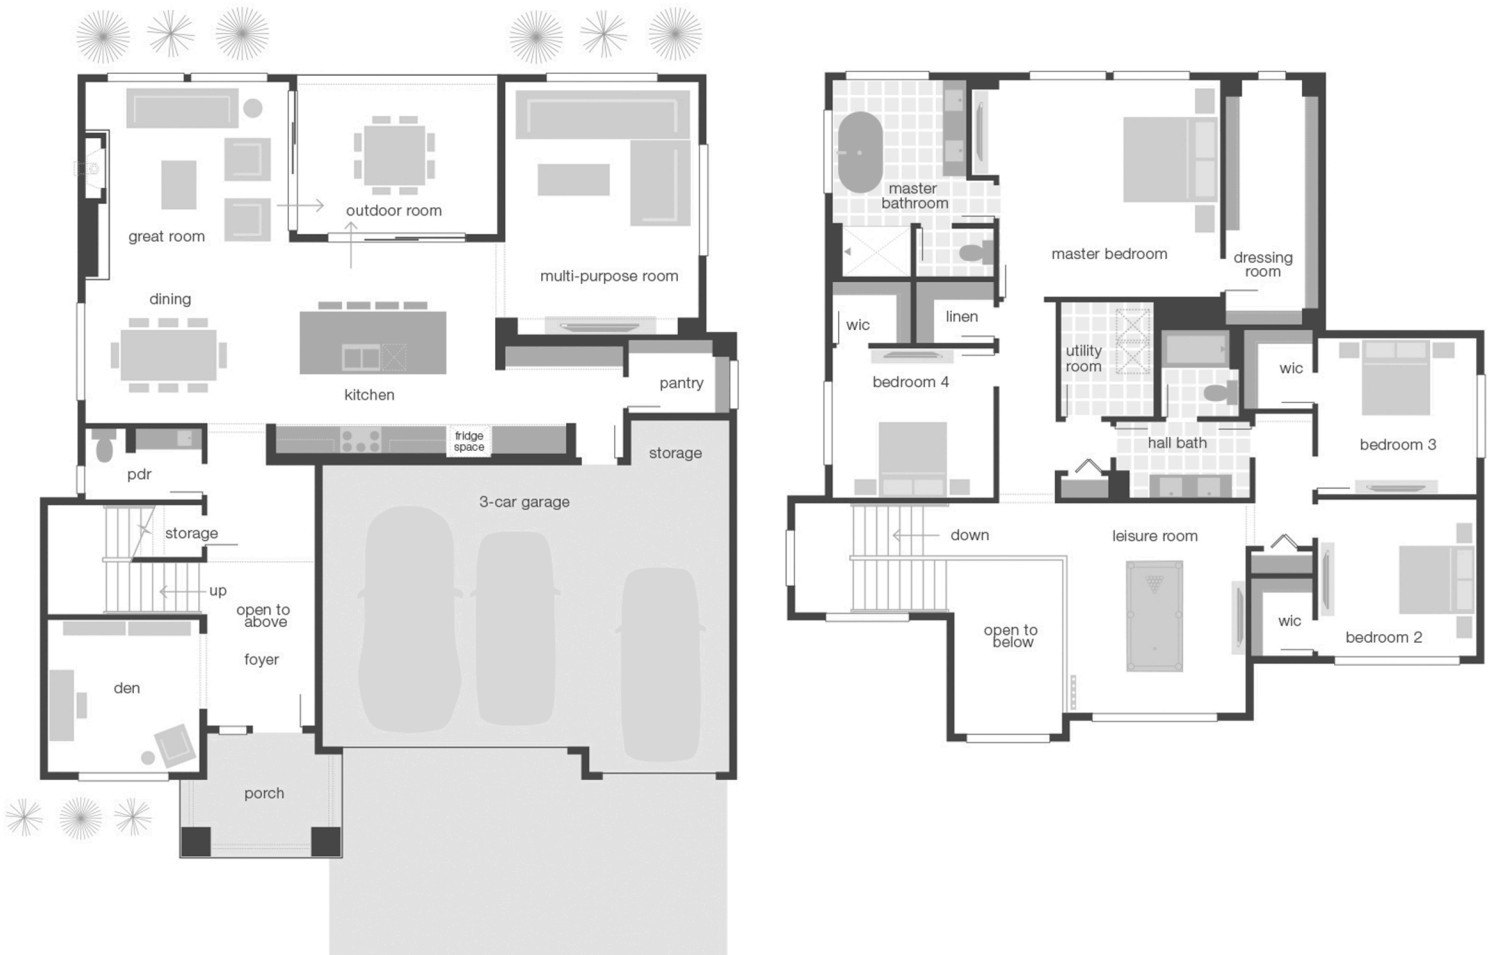 outdoor room
great room
multi-purpose room
dining
kitchen
pantry
fridge
space
storage
pdr
3-car garage
storage
up
open to
above
foyer
den
porch
master
bathroom
master bedroom
dressing
room
wic
linen
utility
room
wic
bedroom 4
hall bath
bedroom 3
down
leisure room
wic
open to
below
bedroom 2